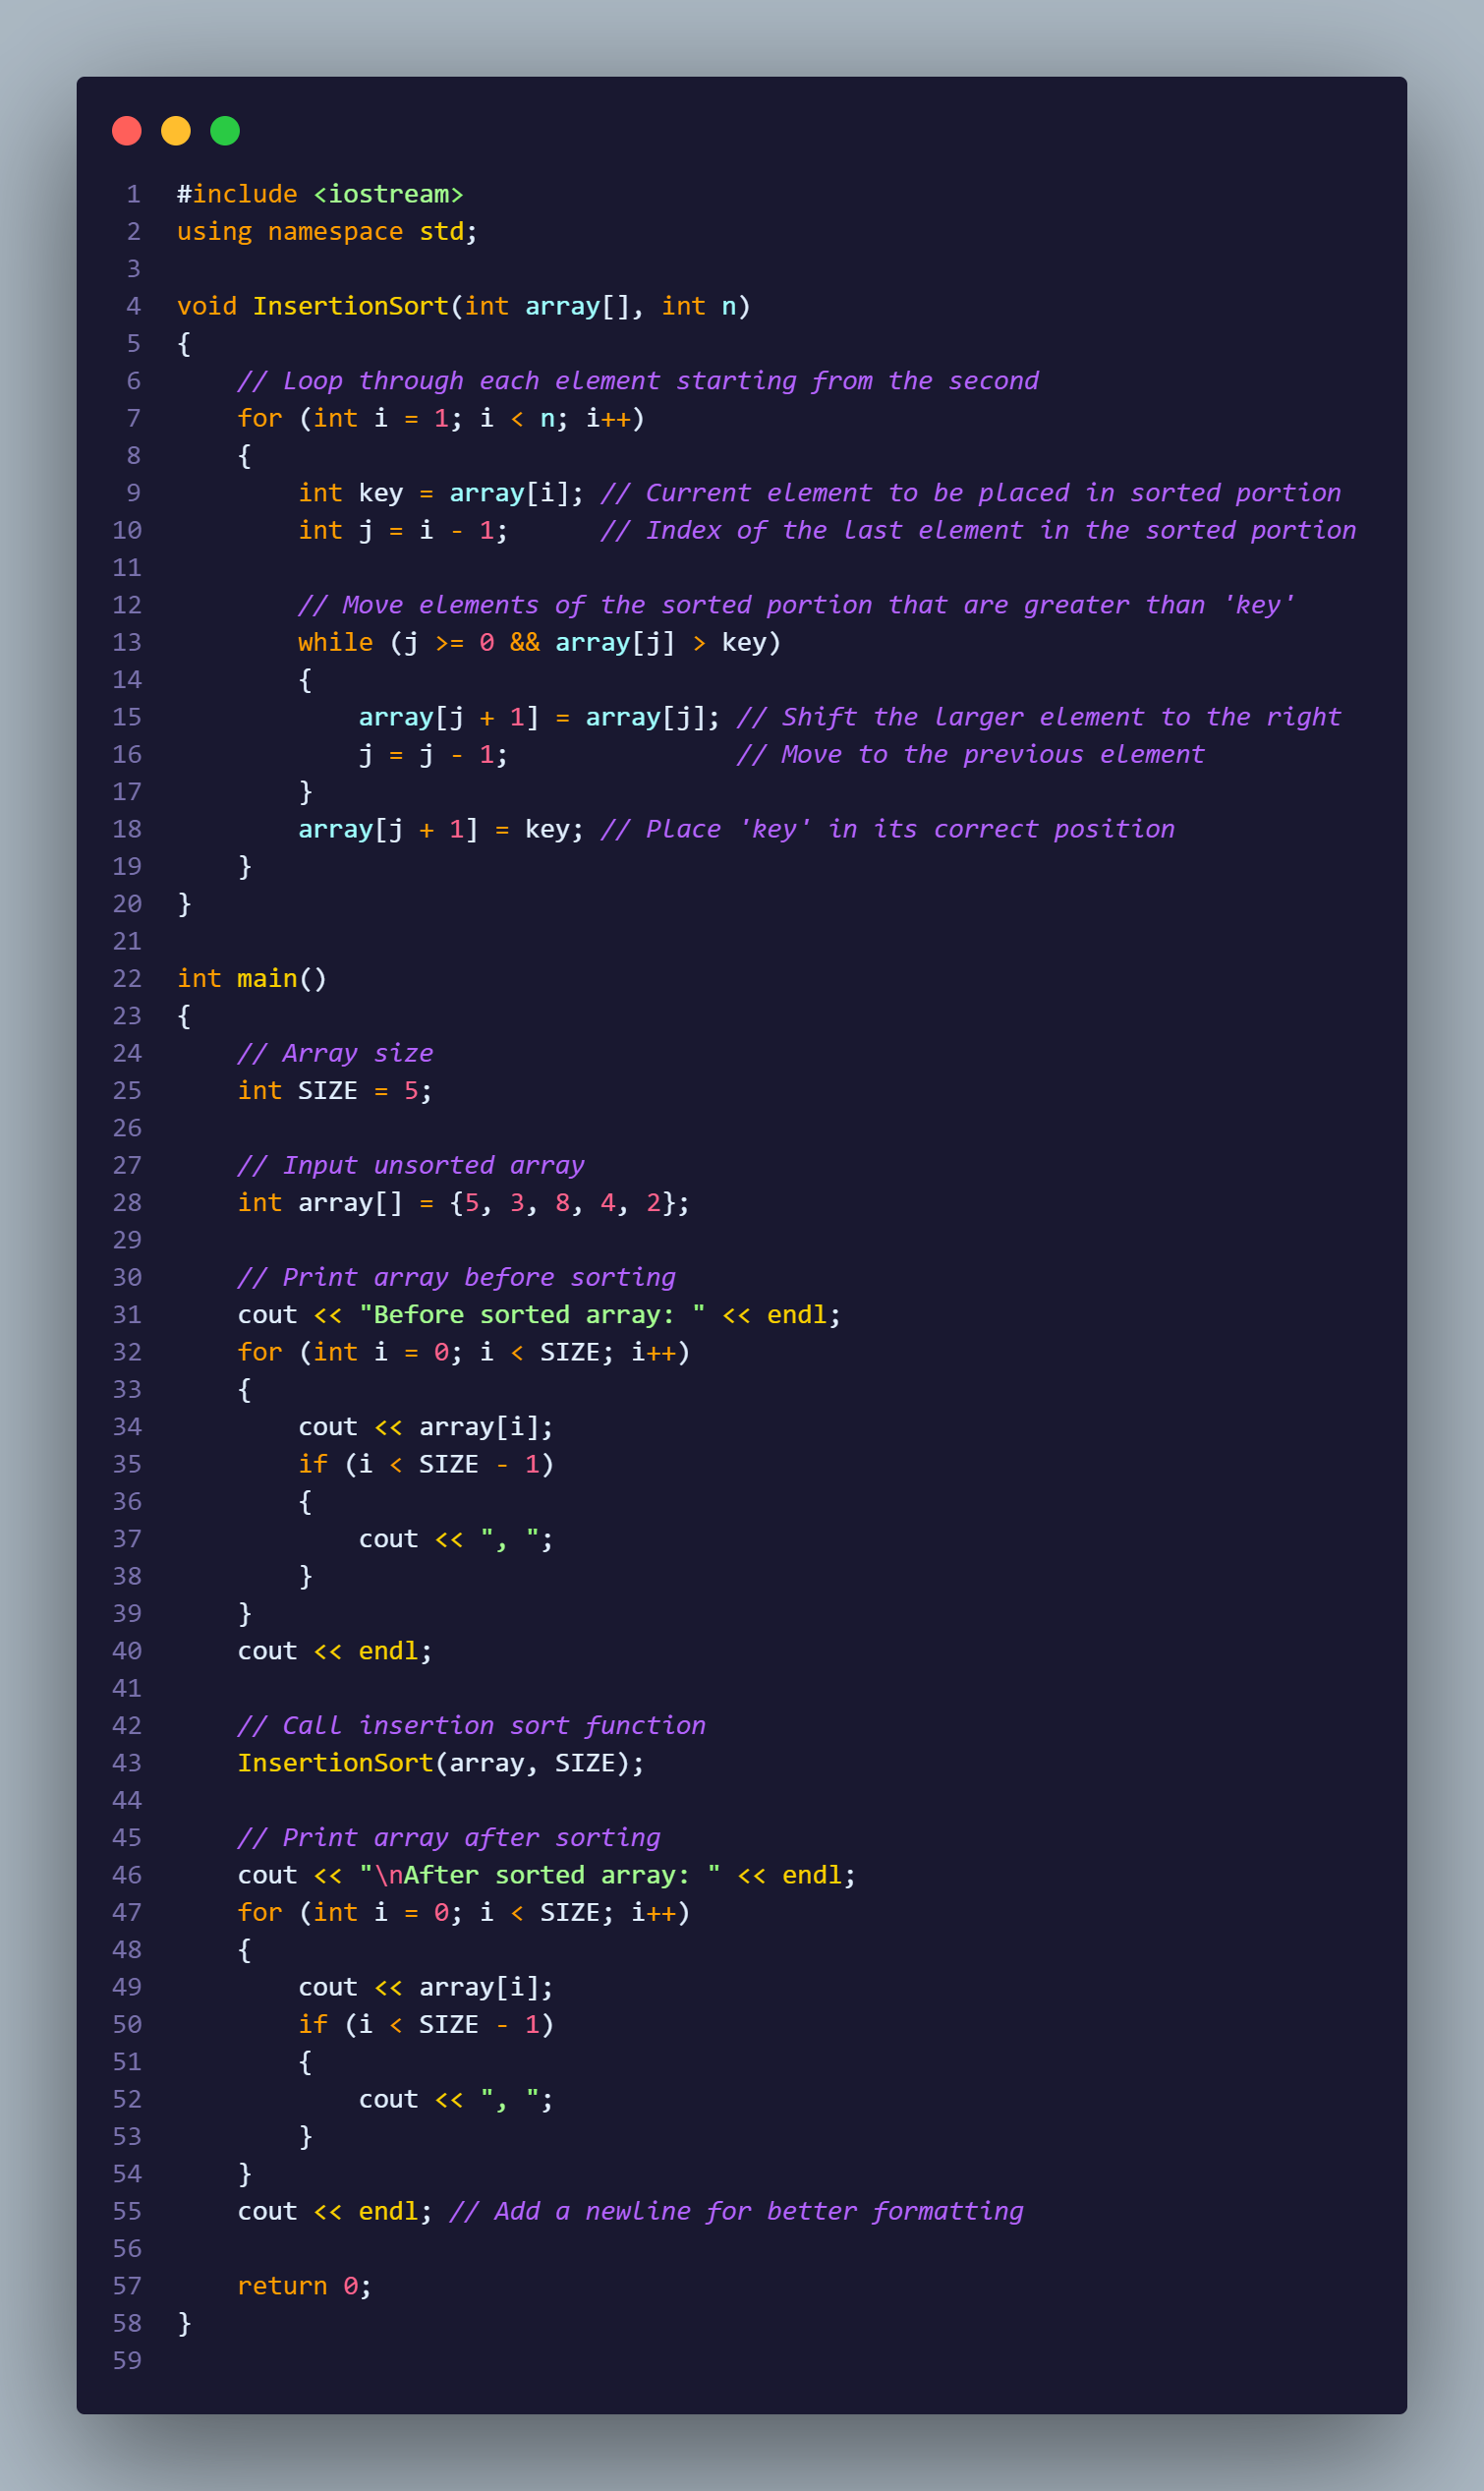 1 #include <iostream>
2 using namespace std;
3
4 void InsertionSort(int array[], int n)
5 {
6     // Loop through each element starting from the second
7     for (int i = 1; i < n; i++)
8     {
9         int key = array[i]; // Current element to be placed in sorted portion
10         int j = i - 1;      // Index of the last element in the sorted portion
11
12         // Move elements of the sorted portion that are greater than 'key'
13         while (j >= 0 && array[j] > key)
14         {
15             array[j + 1] = array[j]; // Shift the larger element to the right
16             j = j - 1;               // Move to the previous element
17         }
18         array[j + 1] = key; // Place 'key' in its correct position
19     }
20 }
21
22 int main()
23 {
24     // Array size
25     int SIZE = 5;
26
27     // Input unsorted array
28     int array[] = {5, 3, 8, 4, 2};
29
30     // Print array before sorting
31     cout << "Before sorted array: " << endl;
32     for (int i = 0; i < SIZE; i++)
33     {
34         cout << array[i];
35         if (i < SIZE - 1)
36         {
37             cout << ", ";
38         }
39     }
40     cout << endl;
41
42     // Call insertion sort function
43     InsertionSort(array, SIZE);
44
45     // Print array after sorting
46     cout << "\nAfter sorted array: " << endl;
47     for (int i = 0; i < SIZE; i++)
48     {
49         cout << array[i];
50         if (i < SIZE - 1)
51         {
52             cout << ", ";
53         }
54     }
55     cout << endl; // Add a newline for better formatting
56
57     return 0;
58 }
59